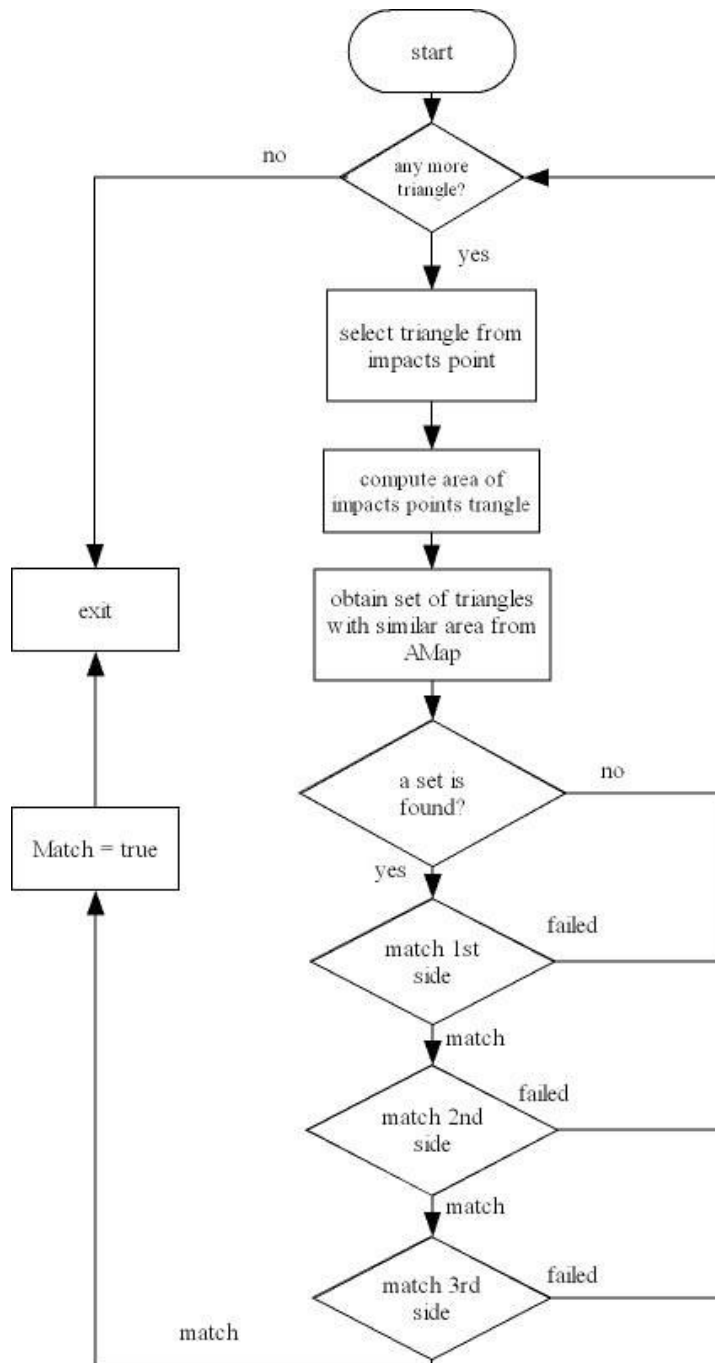 start
no
any more
triangle?
yes
select triangle from
impacts point
compute area of
impacts points trangle
exit
obtain set of triangles
with similar area from
AMap
a set is
found?
no
Match = true
yes
failed
match 1st
side
match
failed
match 2nd
side
match
failed
match 3rd
side
match